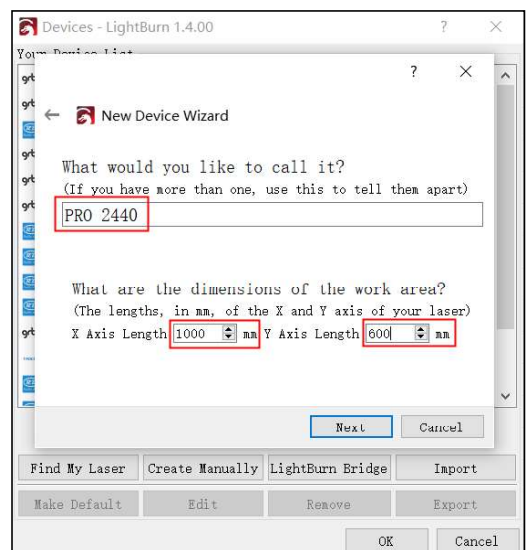 Devices - LightBurn 1.4.00 ? ×
? ×
← New Device Wizard
What would you like to call it?
(If you have more than one, use this to tell them apart)
PRO 2440
What are the dimensions of the work area?
(The lengths, in mm, of the X and Y axis of your laser)
X Axis Length 1000 mm Y Axis Length 600 mm
Next Cancel
Find My Laser Create Manually LightBurn Bridge Import
Make Default Edit Remove Export
OK Cancel